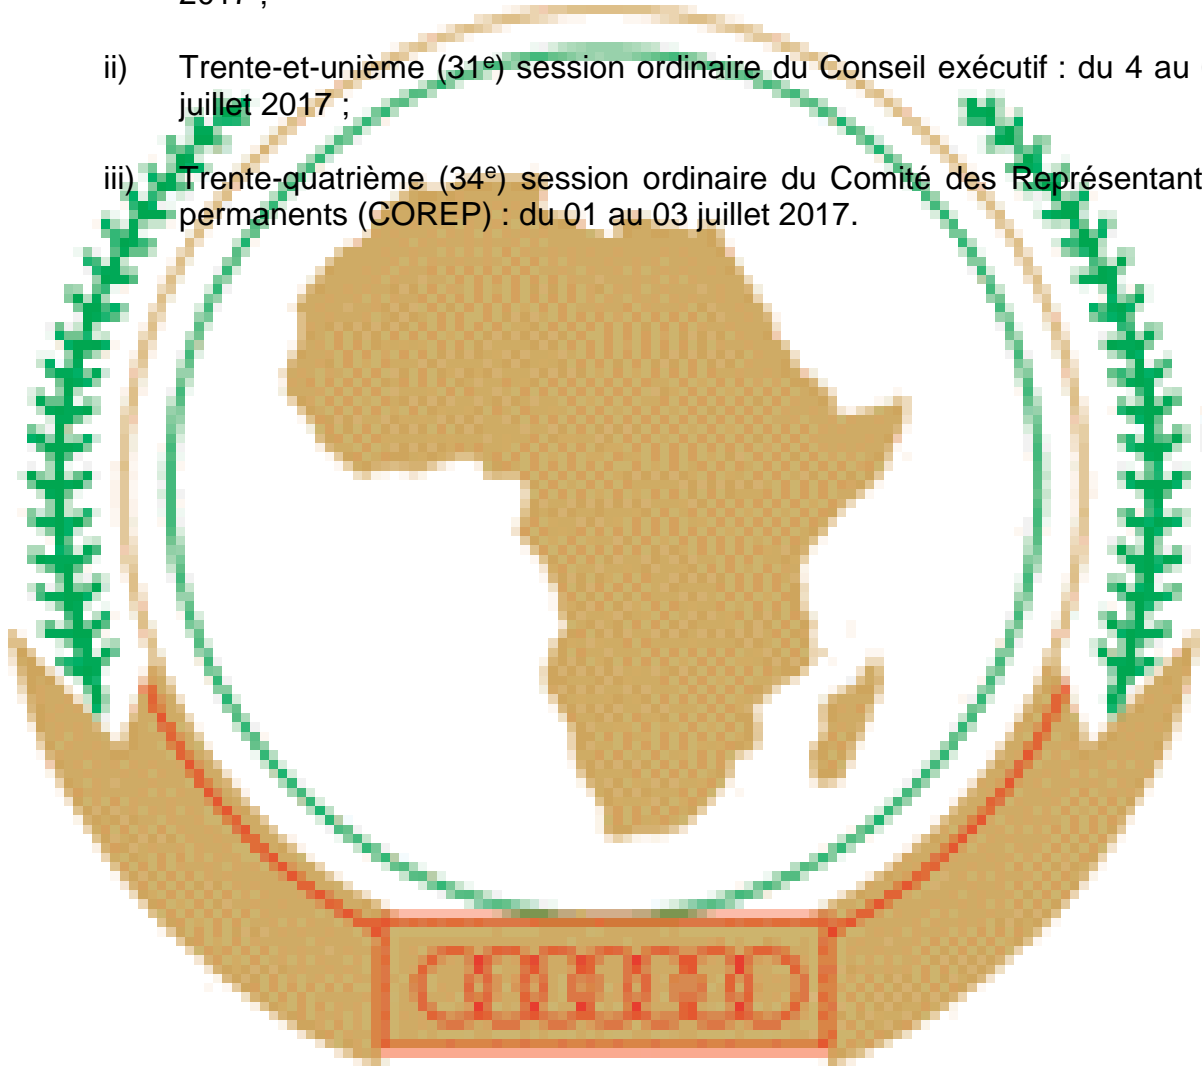 2017 ;
ii) Trente-et-unième (31e) session ordinaire du Conseil exécutif : du 4 au
juillet 2017 ;
iii) Trente-quatrième (34e) session ordinaire du Comité des Représentant
permanents (COREP) : du 01 au 03 juillet 2017.